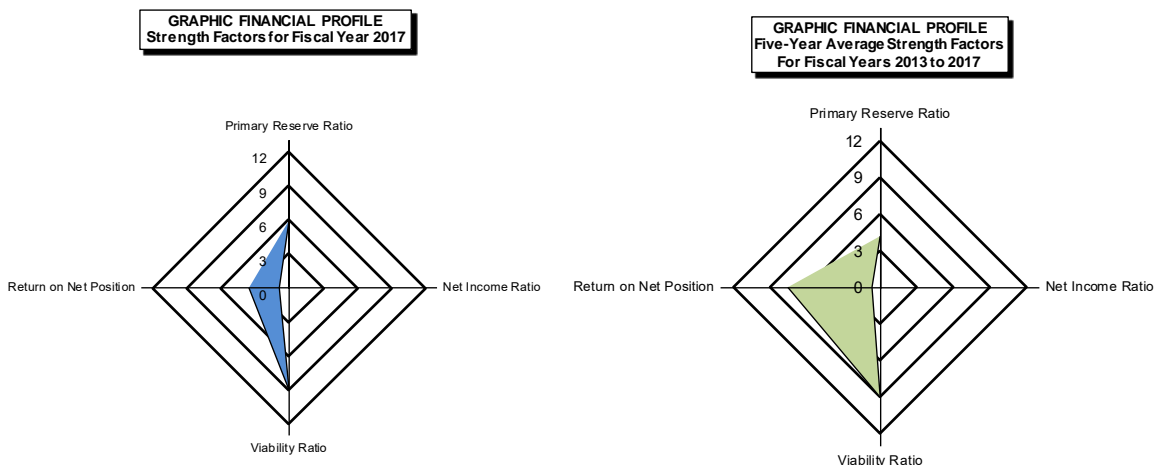 GRAPHIC FINANCIAL PROFILE
Strength Factors for Fiscal Year 2017
Primary Reserve Ratio
12
9
6
3
0
Return on Net Position
Net Income Ratio
Viability Ratio
GRAPHIC FINANCIAL PROFILE
Five-Year Average Strength Factors
For Fiscal Years 2013 to 2017
Primary Reserve Ratio
12
9
6
3
0
Return on Net Position
Net Income Ratio
Viability Ratio